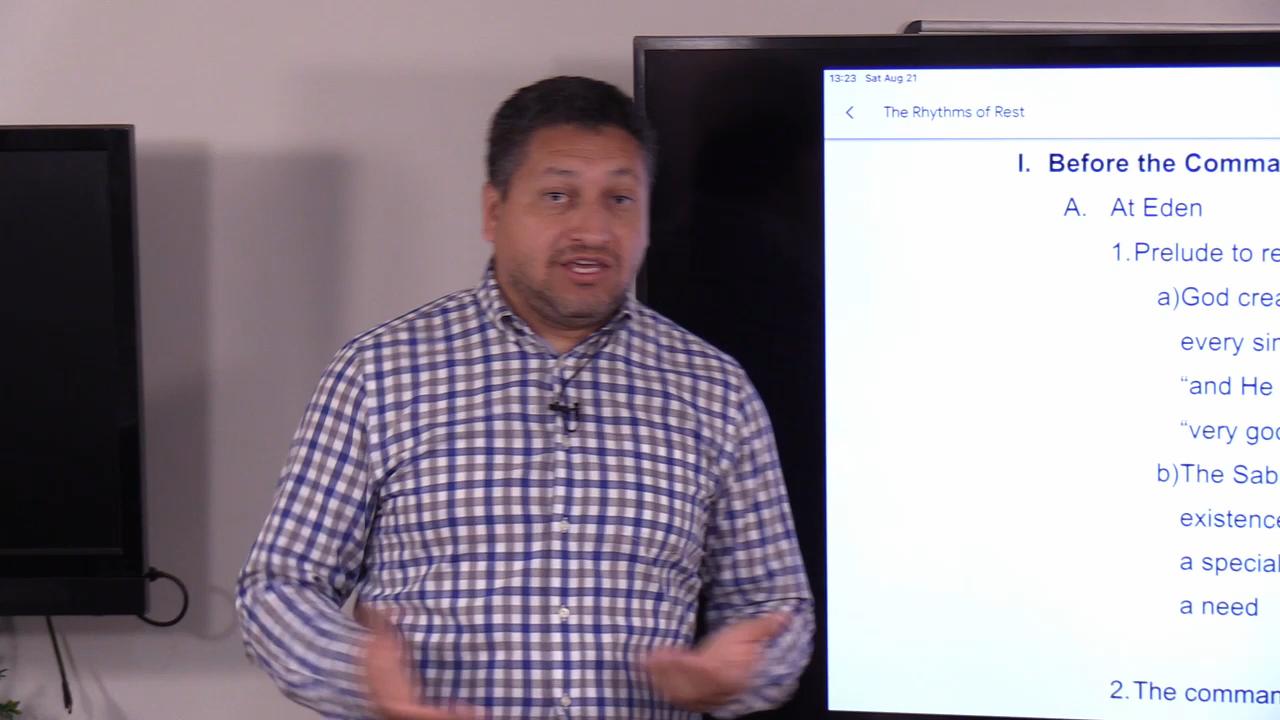 13:23 Sat Aug 21
The Rhythms of Rest
I. Before the Comma
A. At Eden
1.Prelude to re
a)God crea
every sin
“and He
“very goo
b)The Sab
existence
a special
a need
2.The comman